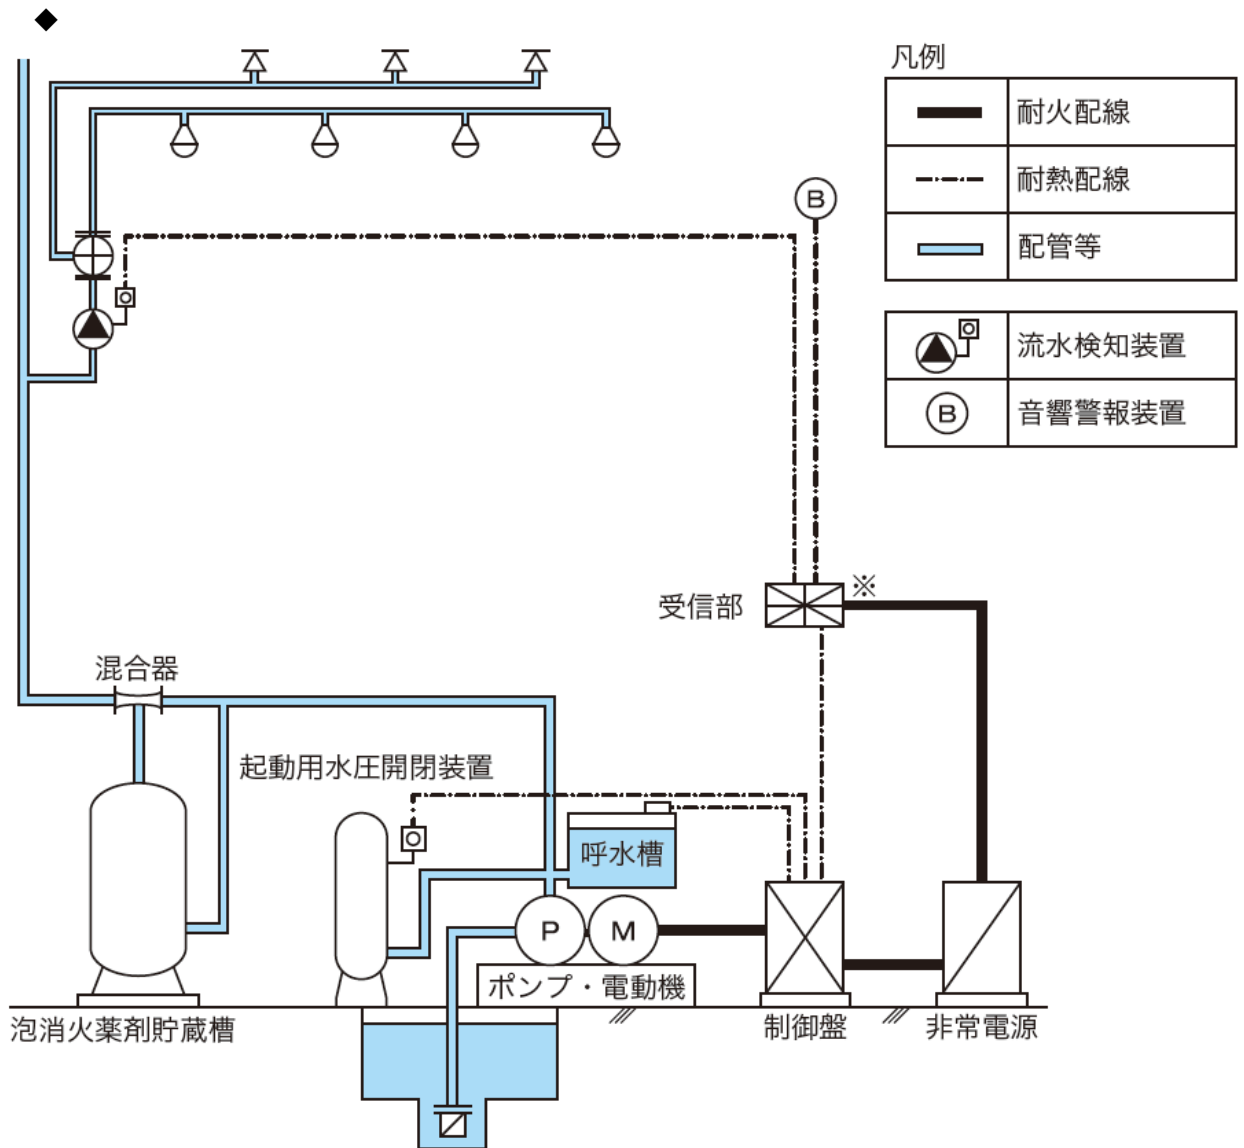 ◆
凡例
耐火配線
耐熱配線
配管等
流水検知装置
B
音響警報装置
B
受信部
※
混合器
起動用水圧開閉装置
呼水槽
P
M
ポンプ・電動機
泡消火薬剤貯蔵槽
制御盤
非常電源